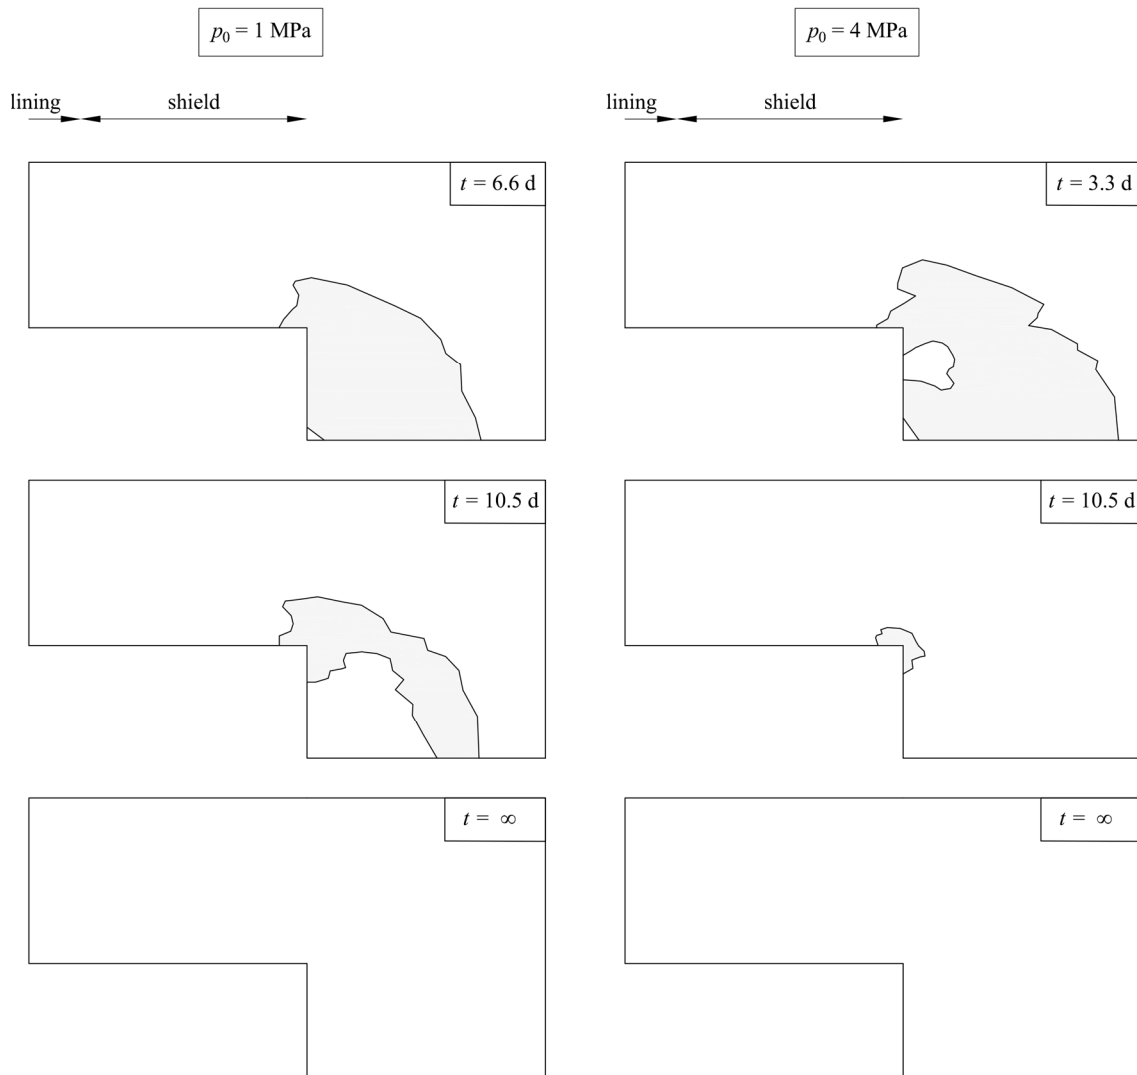 p₀ = 1 MPa
p₀ = 4 MPa
lining shield
lining shield
t = 6.6 d
t = 3.3 d
t = 10.5 d
t = 10.5 d
t = ∞
t = ∞